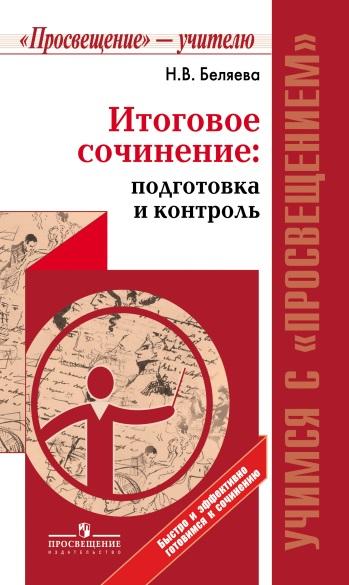 «Просвещение» — учителю
Н.В. Беляева
Итоговое
сочинение:
подготовка
и контроль
УЧИМСЯ С «ПРОСВЕЩЕНИЕМ»
Быстро и эффективно
готовимся к сочинению
ПРОСВЕЩЕНИЕ
ИЗДАТЕЛЬСТВО